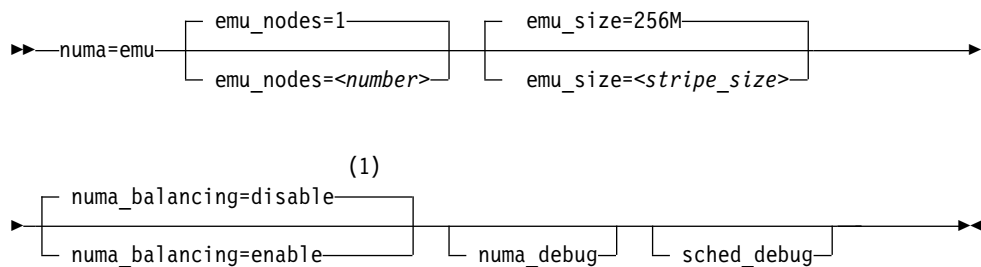 emu_nodes=1 emu_size=256M
numa=emu
emu_nodes=<number> emu_size=<stripe_size>
(1)
numa_balancing=disable
numa_balancing=enable numa_debug sched_debug